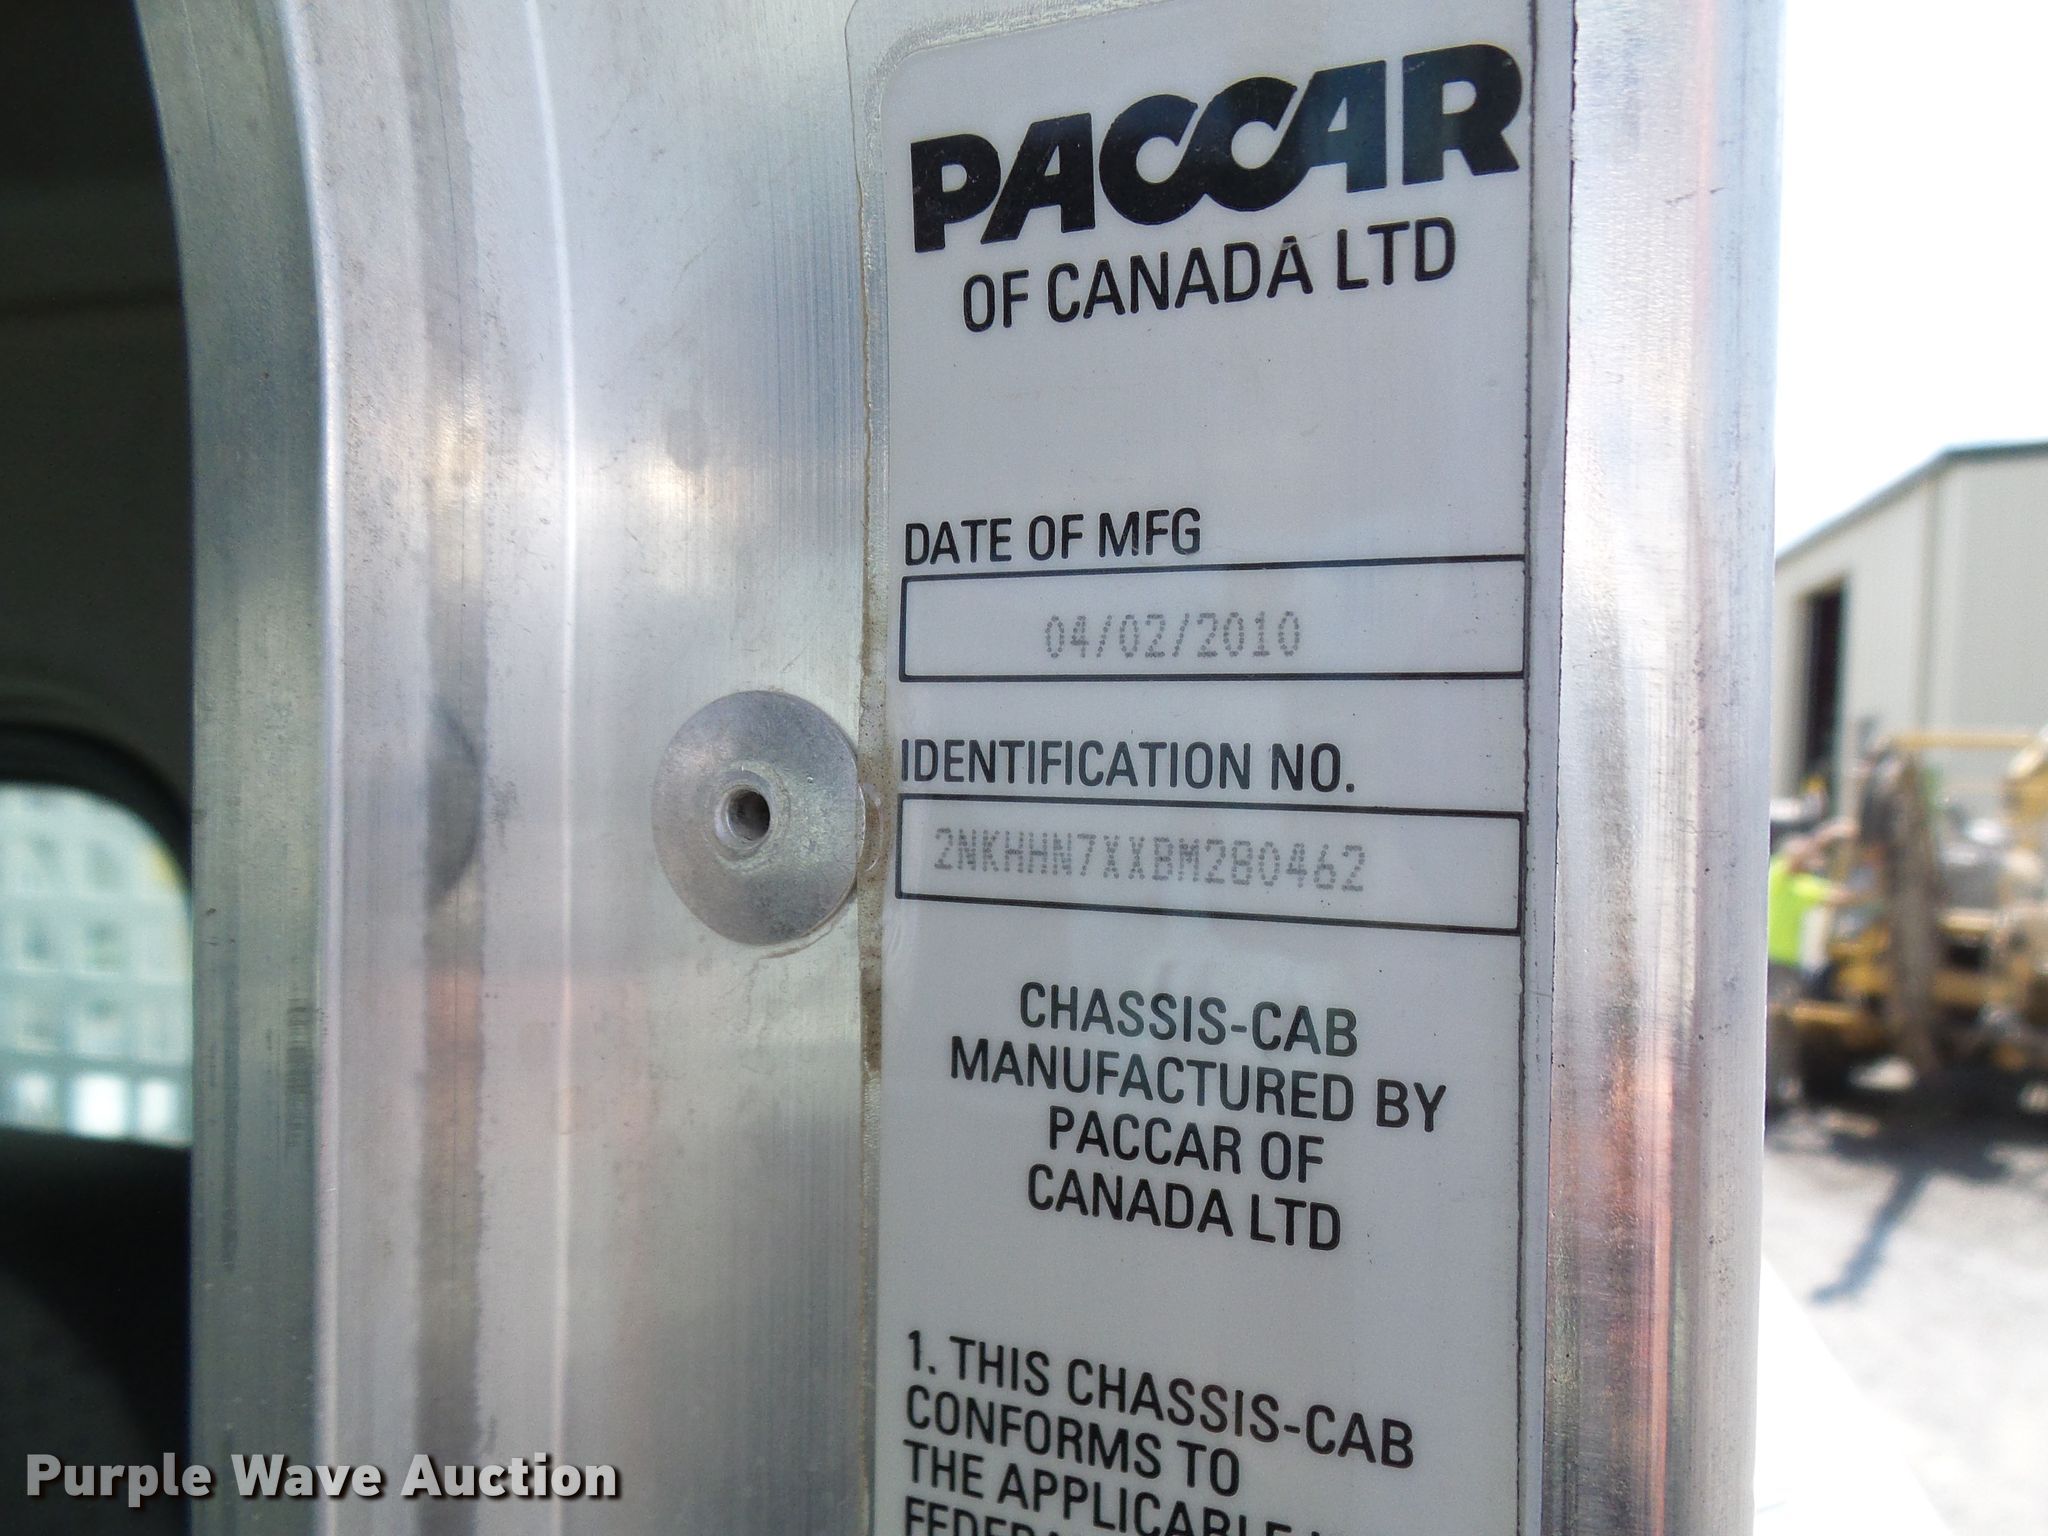 PACCAR
OF CANADA LTD
DATE OF MFG
04/02/2010
IDENTIFICATION NO.
2NKHHN7XXBM280462
CHASSIS-CAB
MANUFACTURED BY
PACCAR OF
CANADA LTD
1. THIS CHASSIS-CAB
CONFORMS TO
THE APPLICABLE
Purple Wave Auction